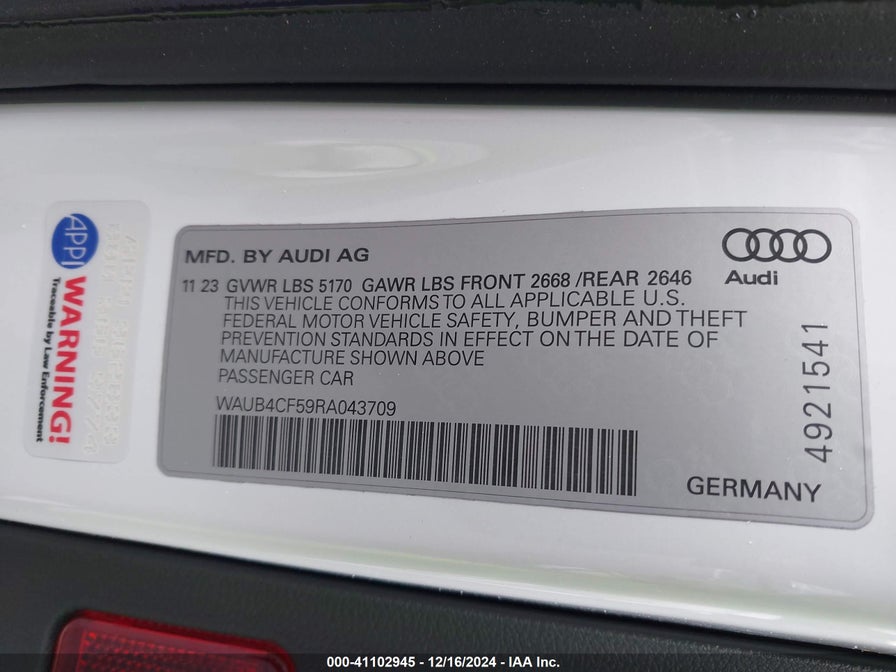 APPI
WARNING!
Traceable by Law Enforcement
MFD. BY AUDI AG
Audi
11 23 GVWR LBS 5170 GAWR LBS FRONT 2668 /REAR 2646
THIS VEHICLE CONFORMS TO ALL APPLICABLE U.S.
FEDERAL MOTOR VEHICLE SAFETY, BUMPER AND THEFT
PREVENTION STANDARDS IN EFFECT ON THE DATE OF
MANUFACTURE SHOWN ABOVE
PASSENGER CAR
WAUB4CF59RA043709
4921541
GERMANY
000-41102945 - 12/16/2024 - IAA Inc.